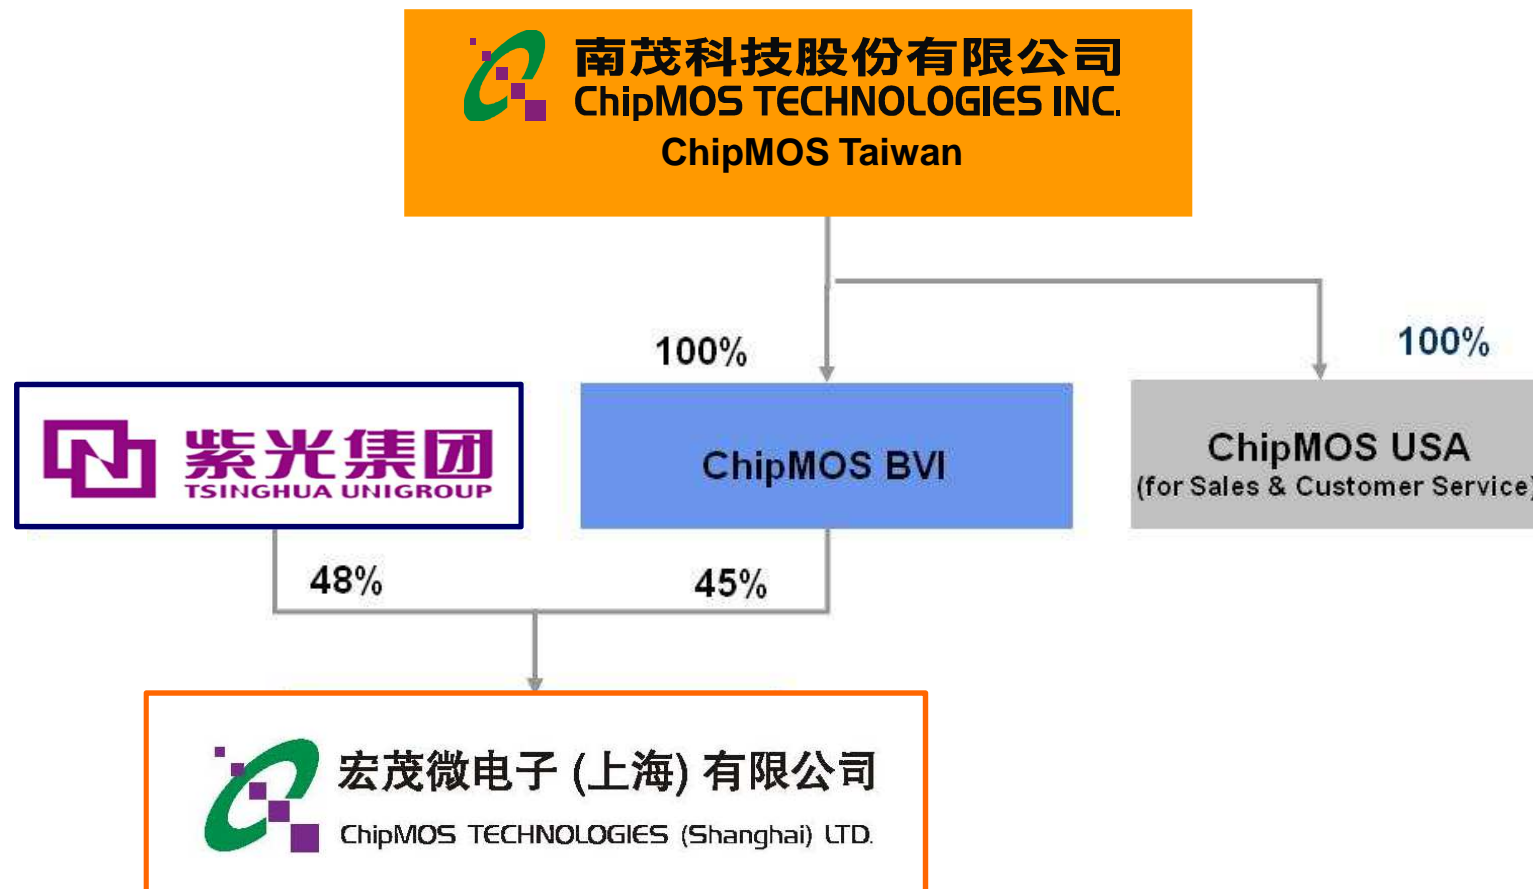 南茂科技股份有限公司
ChipMOS TECHNOLOGIES INC.
ChipMOS Taiwan
100%
100%
紫光集团
TSINGHUA UNIGROUP
ChipMOS BVI
ChipMOS USA
(for Sales & Customer Service)
48%
45%
宏茂微电子 (上海) 有限公司
ChipMOS TECHNOLOGIES (Shanghai) LTD.